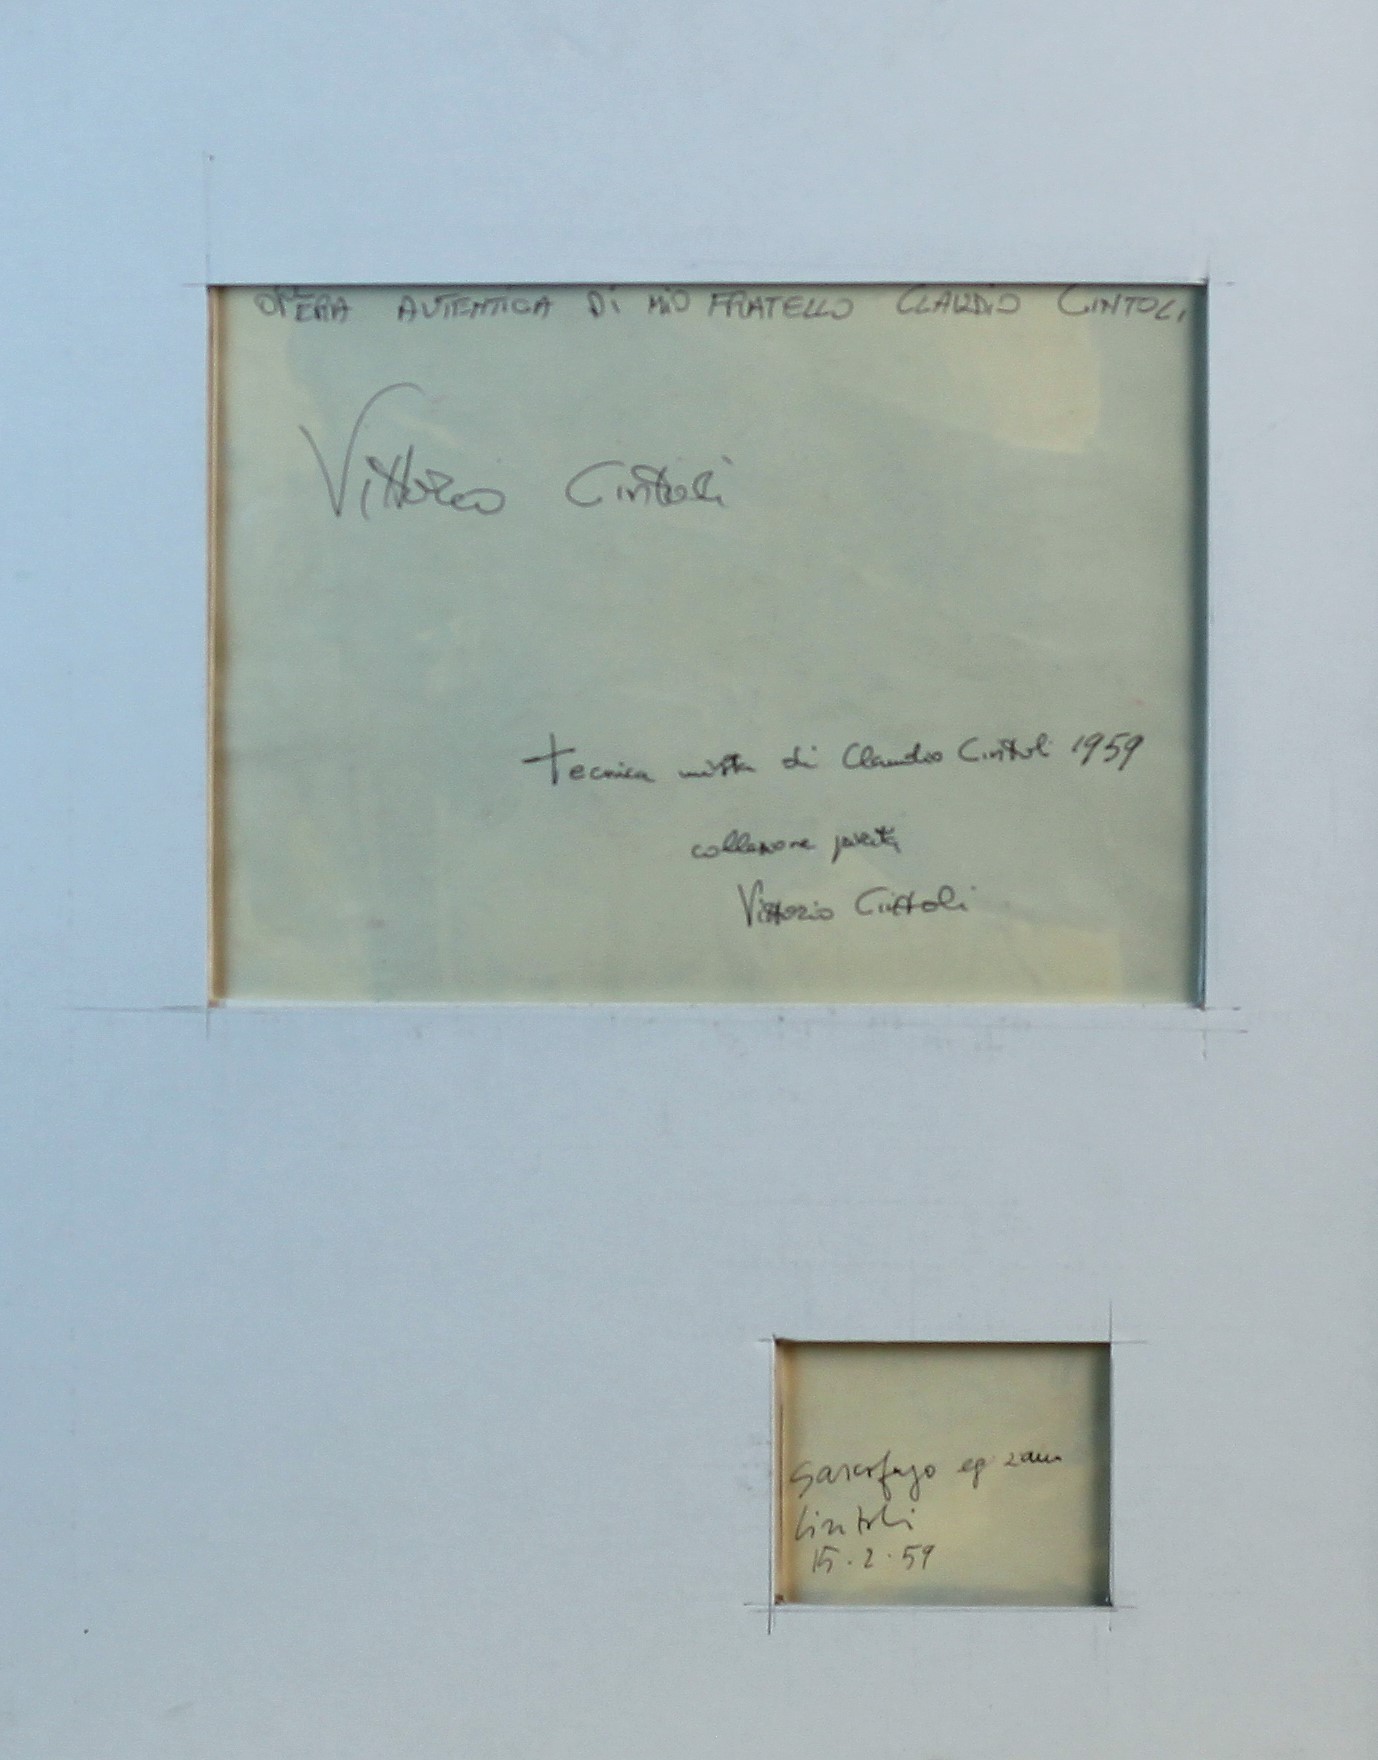 OPERA AUTENTICA DI MIO FRATELLO CLAUDIO CINTOLI
Vittorio Cintoli
Tecnica mista di Claudio Cintoli 1959
collezione privata
Vittorio Cintoli
Sarcofago
Cintoli
15.2.59